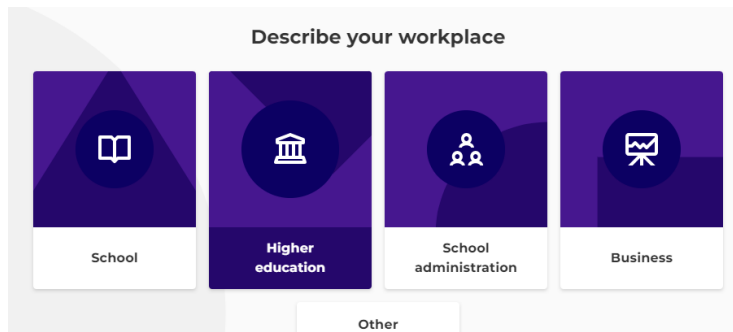 Describe your workplace
School
Higher
education
School
administration
Business
Other